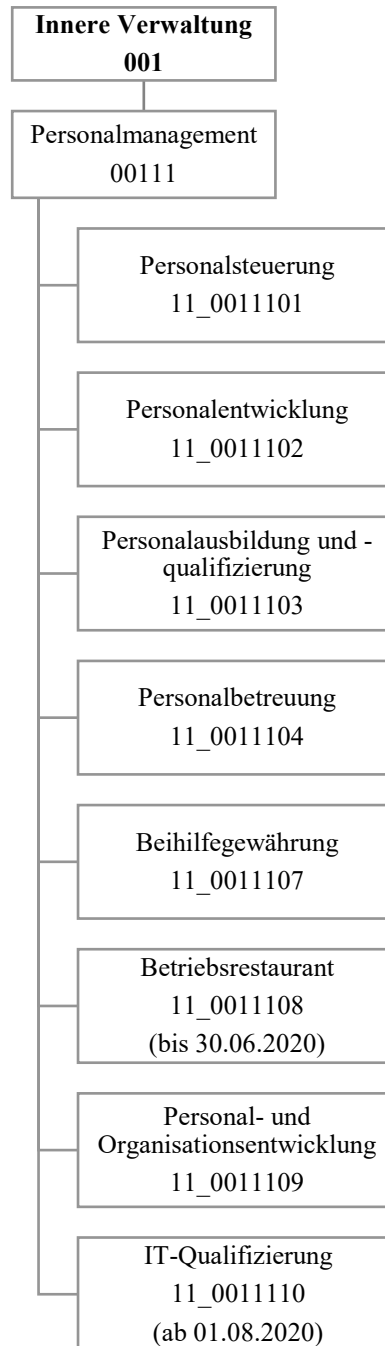 Innere Verwaltung
001
Personalmanagement
00111
Personalsteuerung
11_0011101
Personalentwicklung
11_0011102
Personalausbildung und -
qualifizierung
11_0011103
Personalbetreuung
11_0011104
Beihilfegewährung
11_0011107
Betriebsrestaurant
11_0011108
(bis 30.06.2020)
Personal- und
Organisationsentwicklung
11_0011109
IT-Qualifizierung
11_0011110
(ab 01.08.2020)